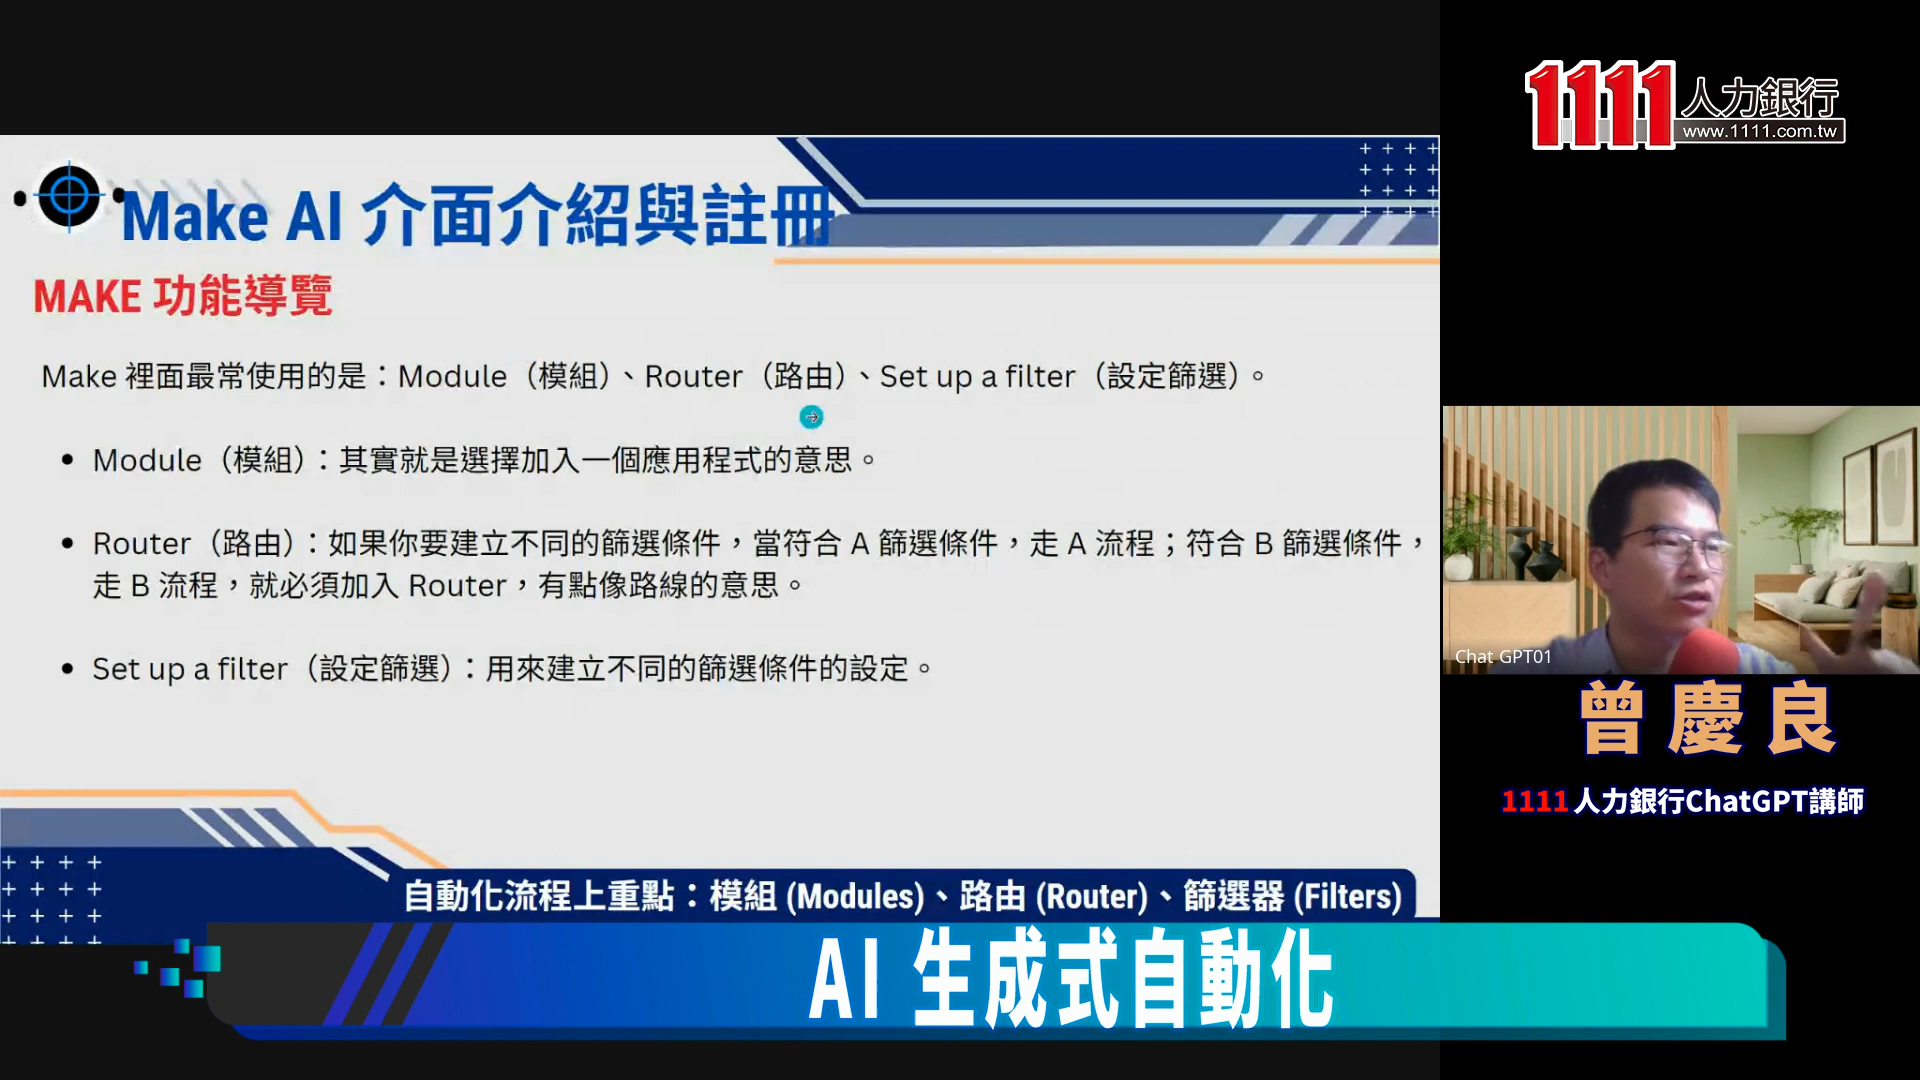 Make AI 介面介紹與註冊
MAKE 功能導覽
Make 裡面最常使用的是：Module（模組）、Router（路由）、Set up a filter（設定篩選）。
• Module（模組）：其實就是選擇加入一個應用程式的意思。
• Router（路由）：如果你要建立不同的篩選條件，當符合 A 篩選條件，走 A 流程；符合 B 篩選條件，
走 B 流程，就必須加入 Router，有點像路線的意思。
• Set up a filter（設定篩選）：用來建立不同的篩選條件的設定。
自動化流程上重點：模組 (Modules)、路由 (Router)、篩選器 (Filters)
AI 生成式自動化
1111 人力銀行
www.1111.com.tw
Chat GPT01
曾慶良
1111 人力銀行ChatGPT講師